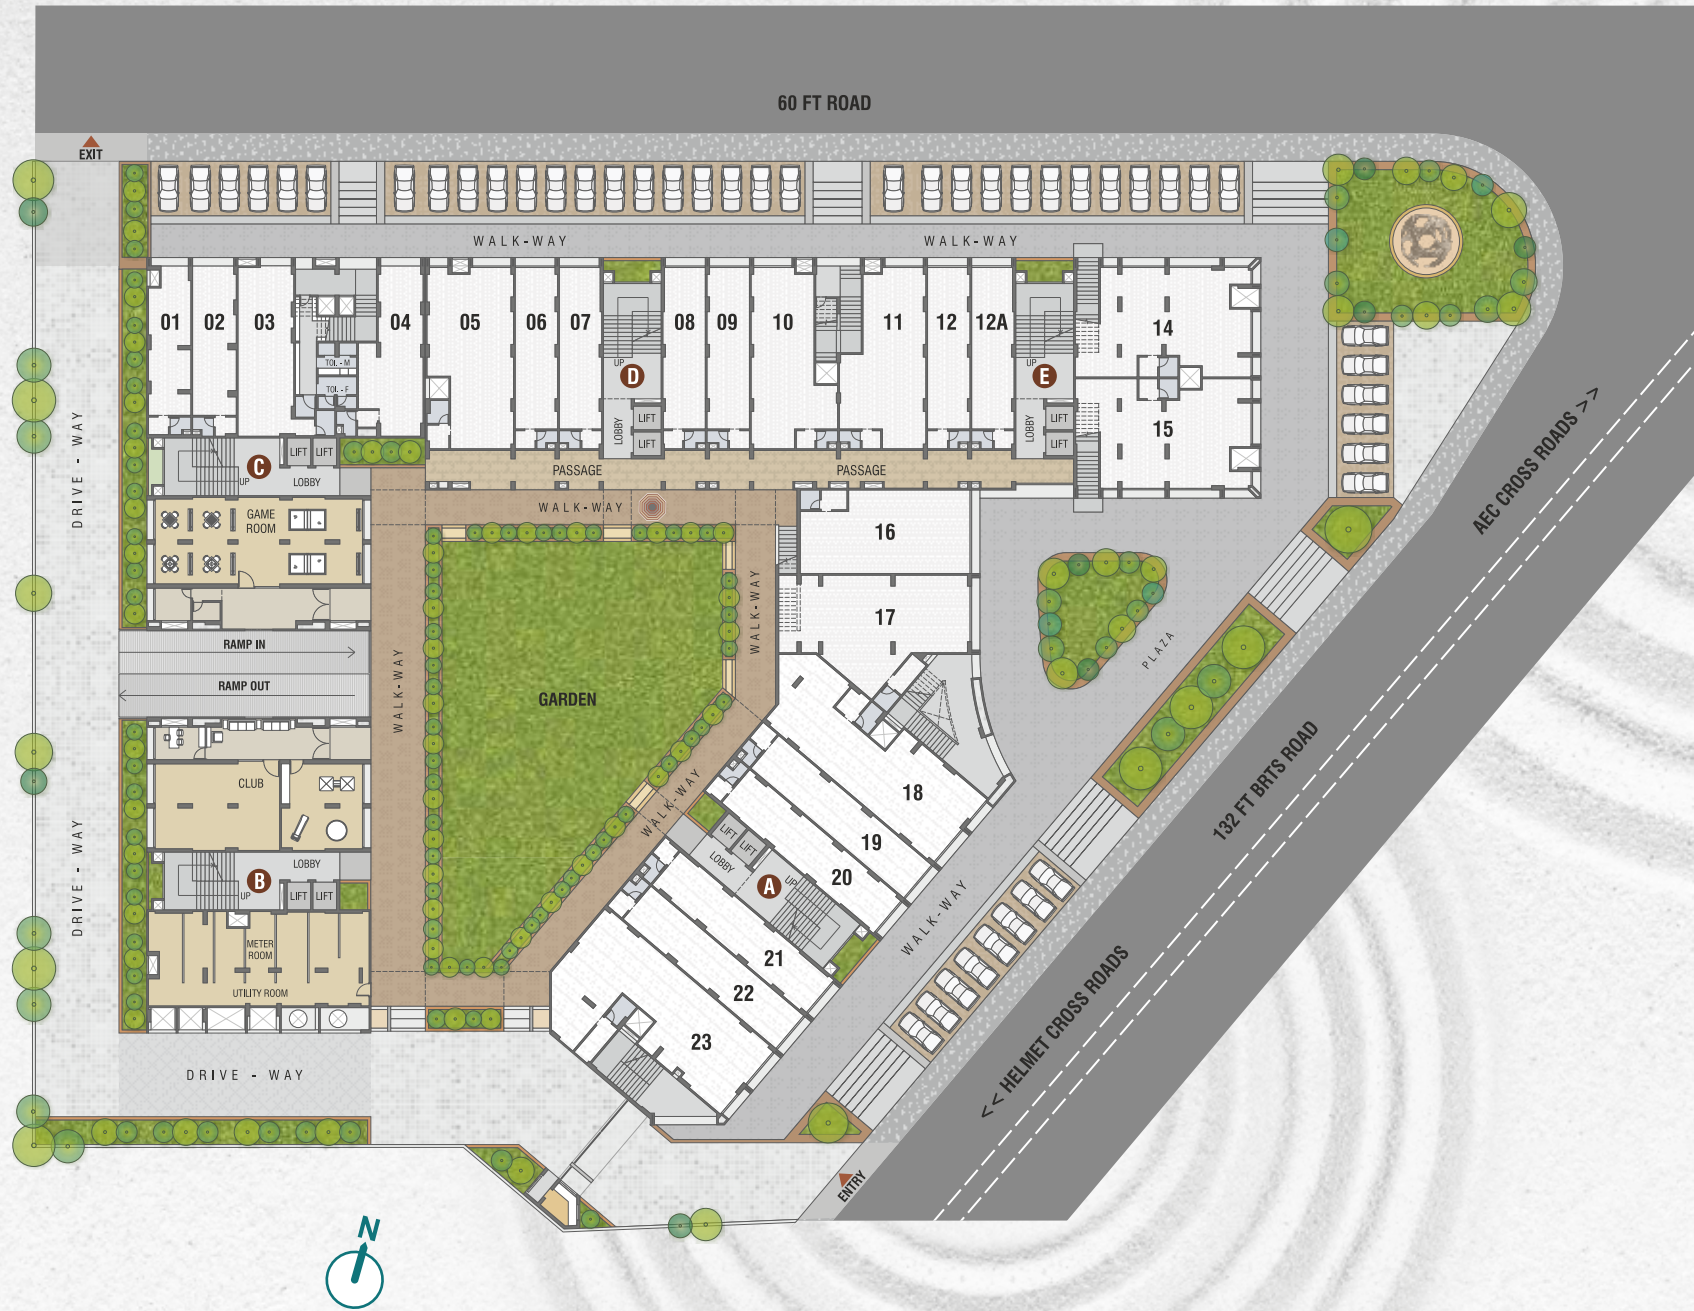 60 FT ROAD
EXIT
WALK-WAY
WALK-WAY
01
02
03
04
05
06
07
08
09
10
11
12
12A
14
15
TOI. - M
TOI. - F
UP
D
LOBBY
LIFT
LIFT
UP
E
LOBBY
LIFT
LIFT
DRIVE - WAY
C
UP
LIFT
LIFT
LOBBY
PASSAGE
PASSAGE
WALK-WAY
GAME
ROOM
16
17
WALK-WAY
PLAZA
AEC CROSS ROADS >>
RAMP IN
RAMP OUT
WALK-WAY
GARDEN
132 FT BRTS ROAD
CLUB
WALK-WAY
18
19
20
LIFT
LIFT
LOBBY
A
UP
DRIVE - WAY
LOBBY
B
UP
LIFT
LIFT
WALK-WAY
METER
ROOM
UTILITY ROOM
21
22
23
<< HELMET CROSS ROADS
DRIVE - WAY
ENTRY
N